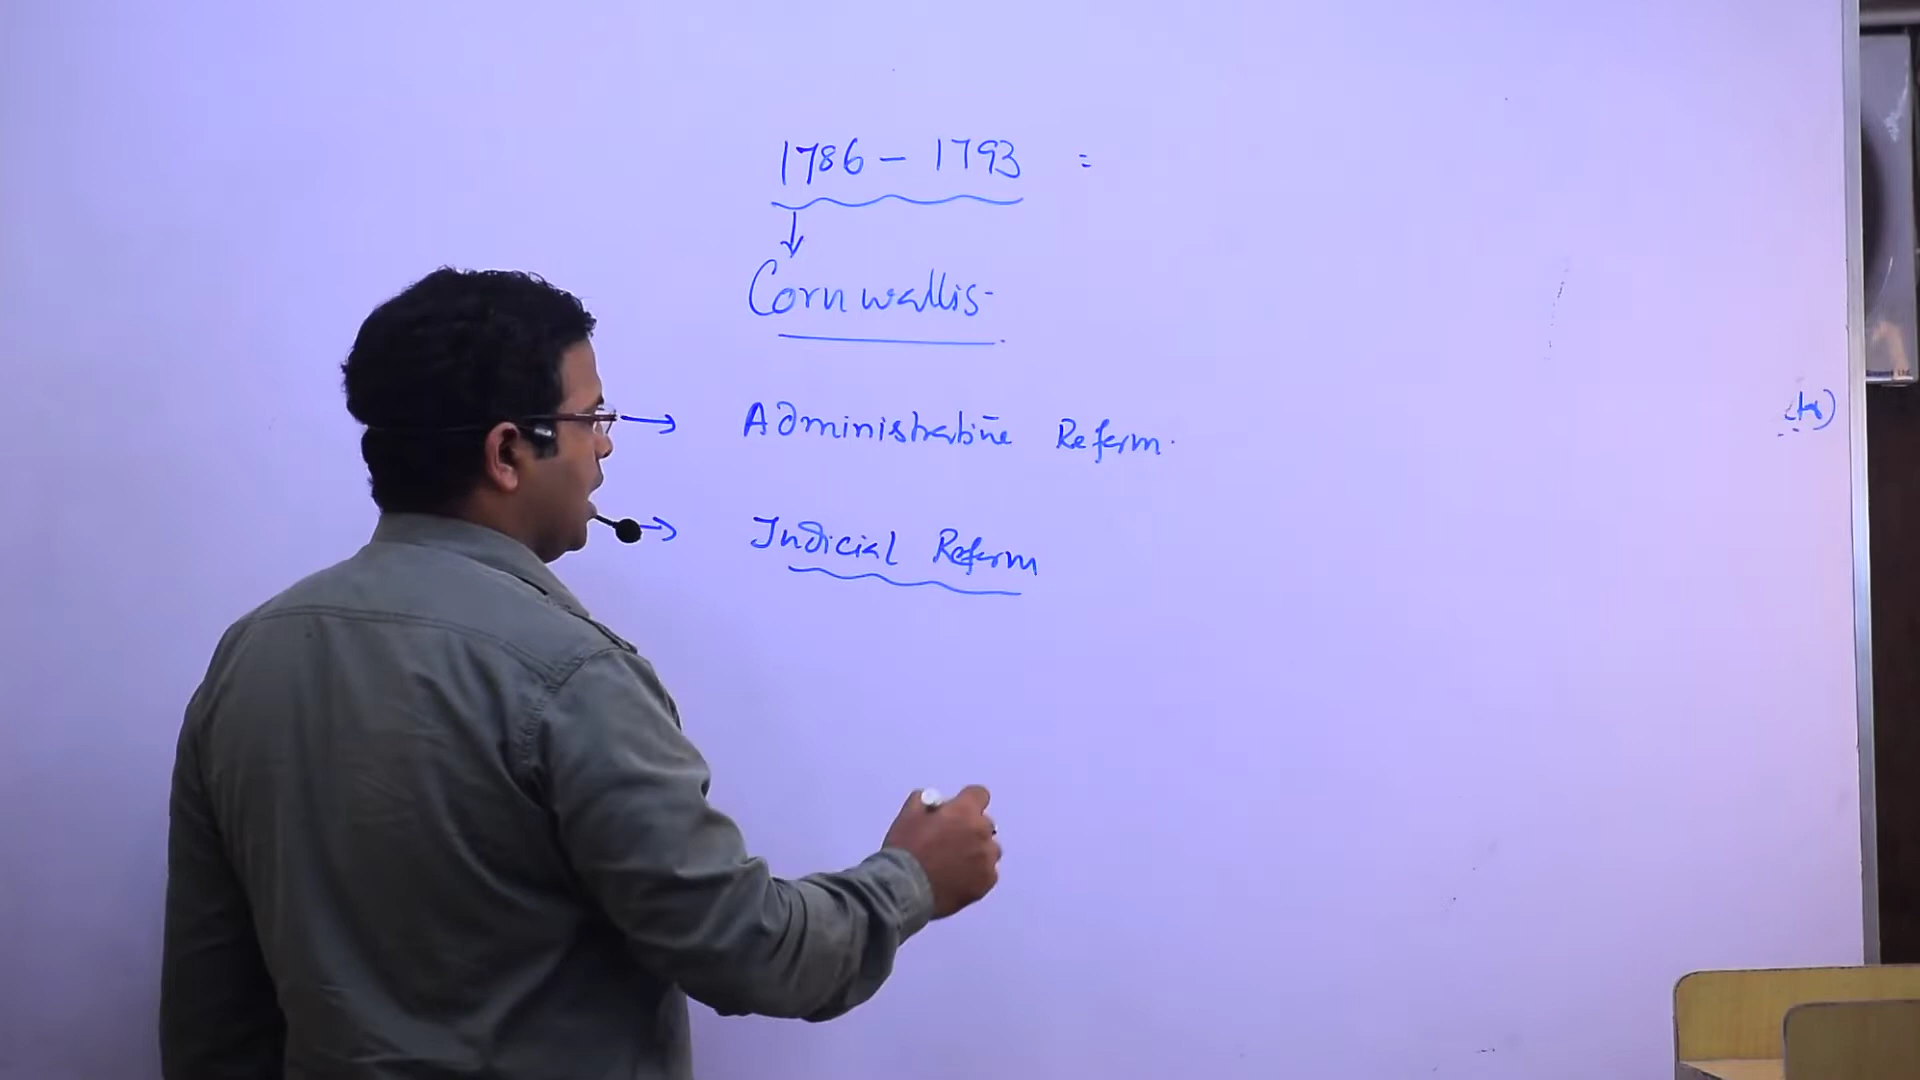 1786 - 1793 =
Cornwallis
→ Administrative Reform.
→ Judicial Reform